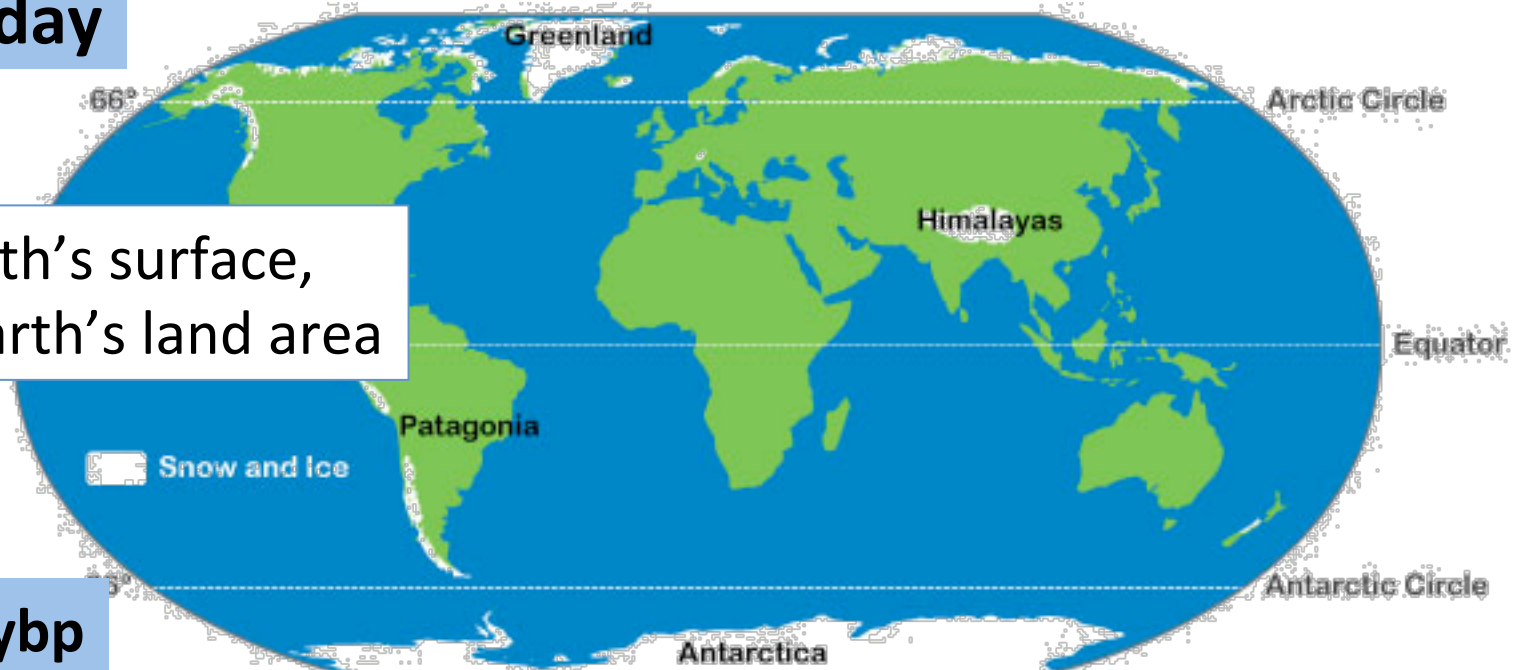 day
Greenland
66°
Arctic Circle
Himalayas
th's surface,
arth's land area
Equator
Patagonia
Snow and Ice
Antarctic Circle
ybp
Antarctica